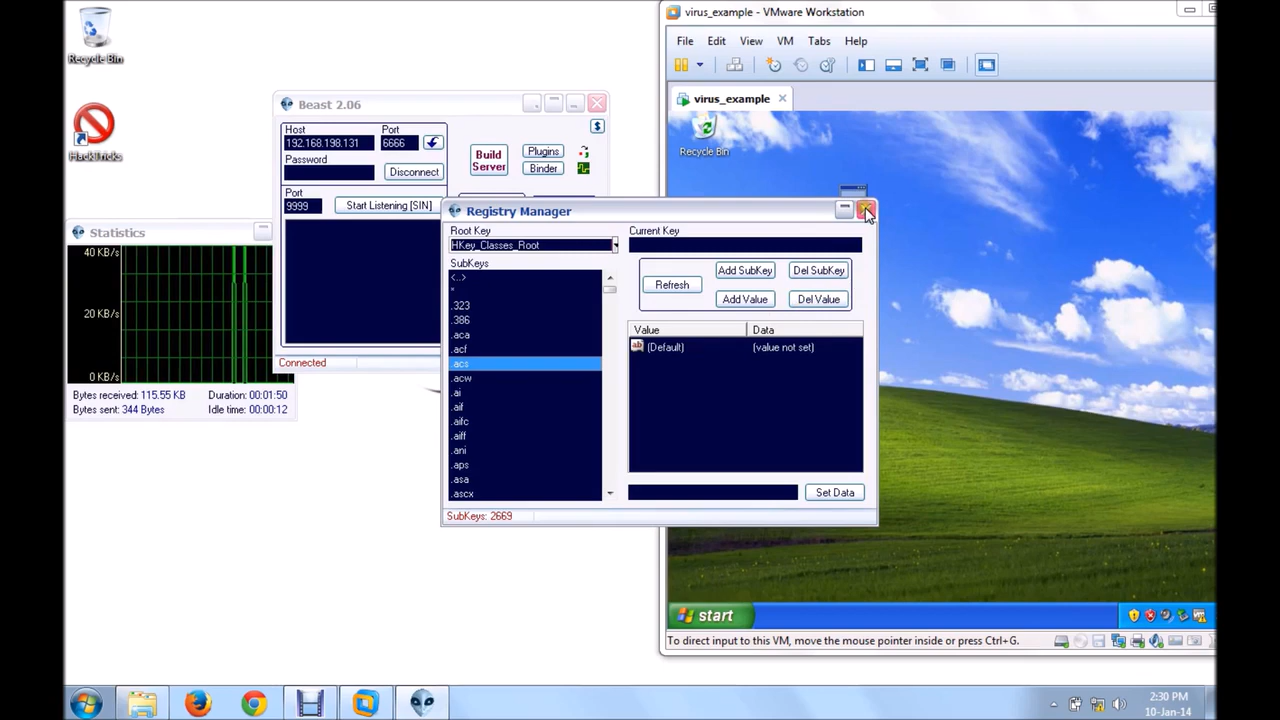 Recycle Bin
HackTricks
Beast 2.06
Host
Port
192.168.198.131
6666
Password
Disconnect
Build
Server
Plugins
Binder
Port
9999
Start Listening [SIN]
Connected
Statistics
40 KB/s
20 KB/s
0 KB/s
Bytes received: 115.55 KB
Duration: 00:01:50
Bytes sent: 344 Bytes
Idle time: 00:00:12
Registry Manager
Root Key
Current Key
HKey_Classes_Root
SubKeys
<..>
*
.323
.386
.aca
.acf
.acs
.acw
.ai
.aif
.aifc
.aiff
.ani
.aps
.asa
.ascx
Refresh
Add SubKey
Del SubKey
Add Value
Del Value
Value
Data
ab
(Default)
(value not set)
Set Data
SubKeys: 2669
virus_example - VMware Workstation
File Edit View VM Tabs Help
virus_example
Recycle Bin
start
To direct input to this VM, move the mouse pointer inside or press Ctrl+G.
2:30 PM
10-Jan-14